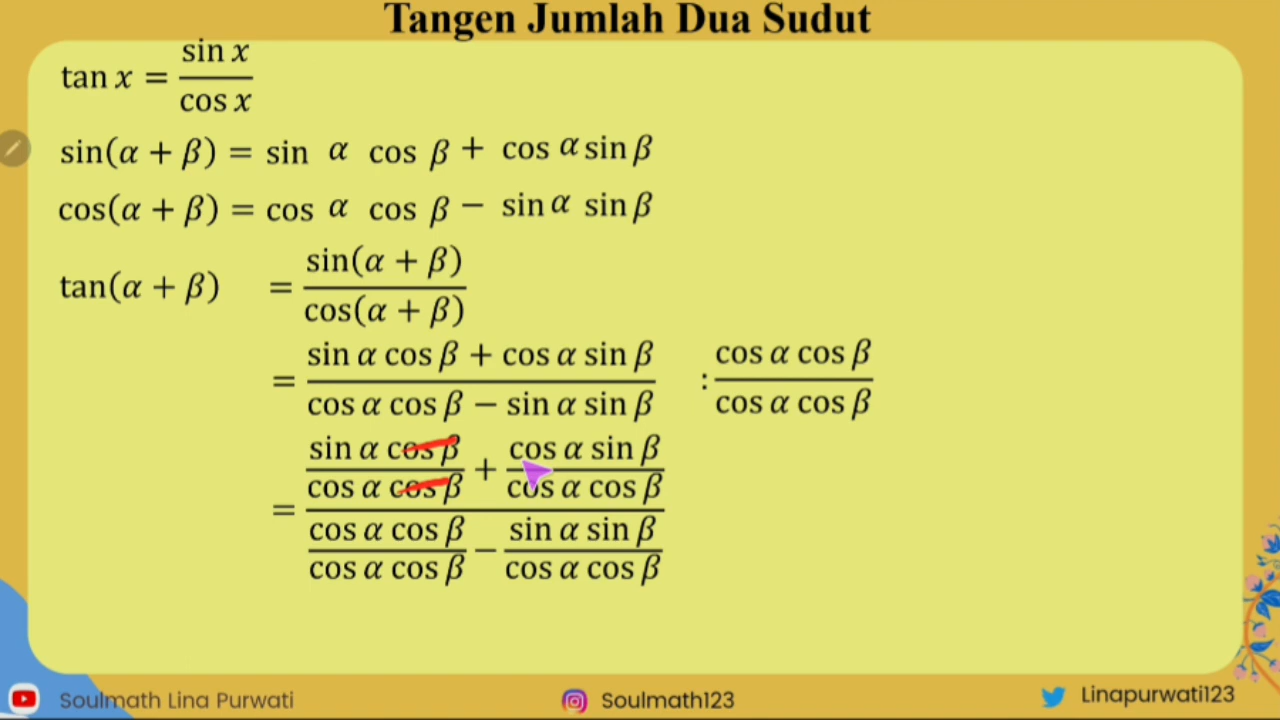 Tangen Jumlah Dua Sudut
tan x = sin x / cos x
sin(α + β) = sin α cos β + cos α sin β
cos(α + β) = cos α cos β − sin α sin β
tan(α + β) = sin(α + β) / cos(α + β)
= (sin α cos β + cos α sin β) / (cos α cos β − sin α sin β) : (cos α cos β) / (cos α cos β)
= ((sin α cos β) / (cos α cos β) + (cos α sin β) / (cos α cos β)) / ((cos α cos β) / (cos α cos β) − (sin α sin β) / (cos α cos β))
Soulmath Lina Purwati
Soulmath123
Linapurwati123